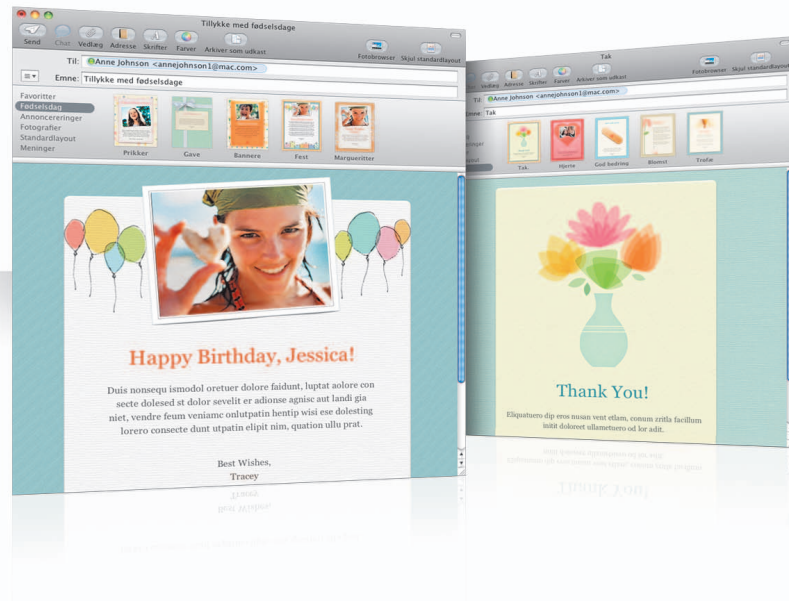 Tillykke med fødselsdage
Send Chat Vedlæg Adresse Skrifter Farver Arkiver som udkast Fotobrowser Skjul standardlayout
Til: Anne Johnson <annejohnson1@mac.com>
Emne: Tillykke med fødselsdage
Favoritter
Fødselsdag
Annonceringer
Fotografier
Standardlayout
Meninger
Prikker Gave Bannere Fest Margueritter
Happy Birthday, Jessica!
Duis nonsequ ismodol oretuer dolore faidunt, luptat aolore con
secte dolesed st dolor sevelit er adionse agnisc aut landi gia
niet, vendre feum veniamc onlutpatin hentip wisi ese dolesting
lorero consecte dunt utpatin elipit nim, quation ullu prat.
Best Wishes,
Tracey
Tak
Vedlæg Adresse Skrifter Farver Arkiver som udkast Fotobrowser Skjul standardlayout
Til: Anne Johnson <annejohnson1@mac.com>
Emne: Tak
Tak. Hjerte God bedring Blomst Trofæ
Thank You!
Eliquatuero dip eros nusan vent etlam, conum zritla facillum
initit doloreet ullametuero od lor adit.